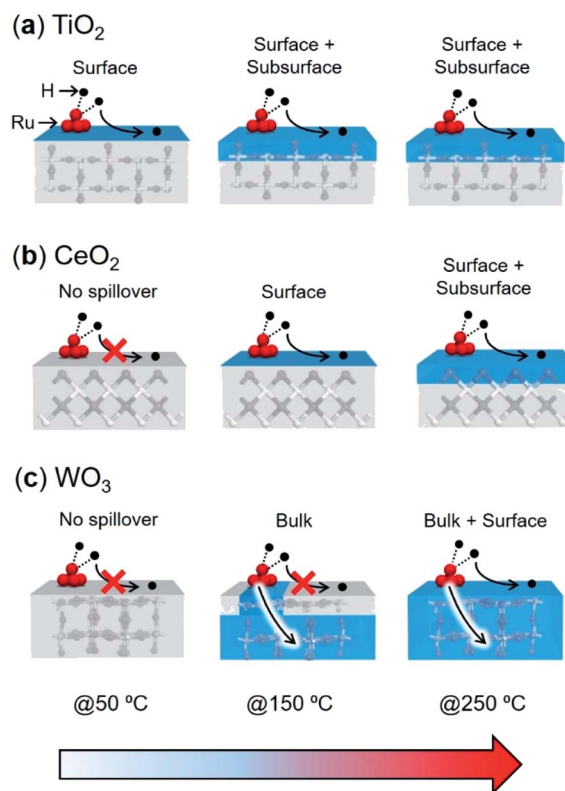 (a) TiO2
Surface
Surface +
Subsurface
Surface +
Subsurface
H
Ru
(b) CeO2
No spillover
Surface
Surface +
Subsurface
(c) WO3
No spillover
Bulk
Bulk + Surface
@50 ºC
@150 ºC
@250 ºC